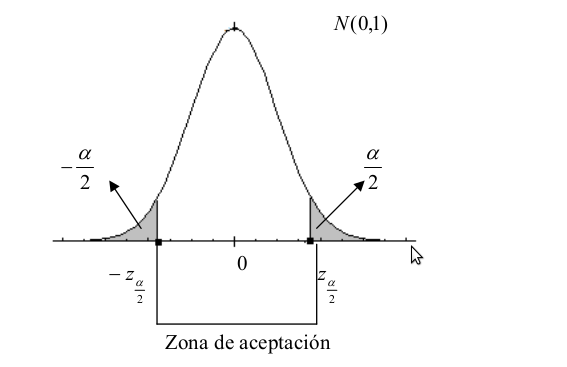 N(0,1)
-α/2
α/2
0
-z_{α/2}
z_{α/2}
Zona de aceptación